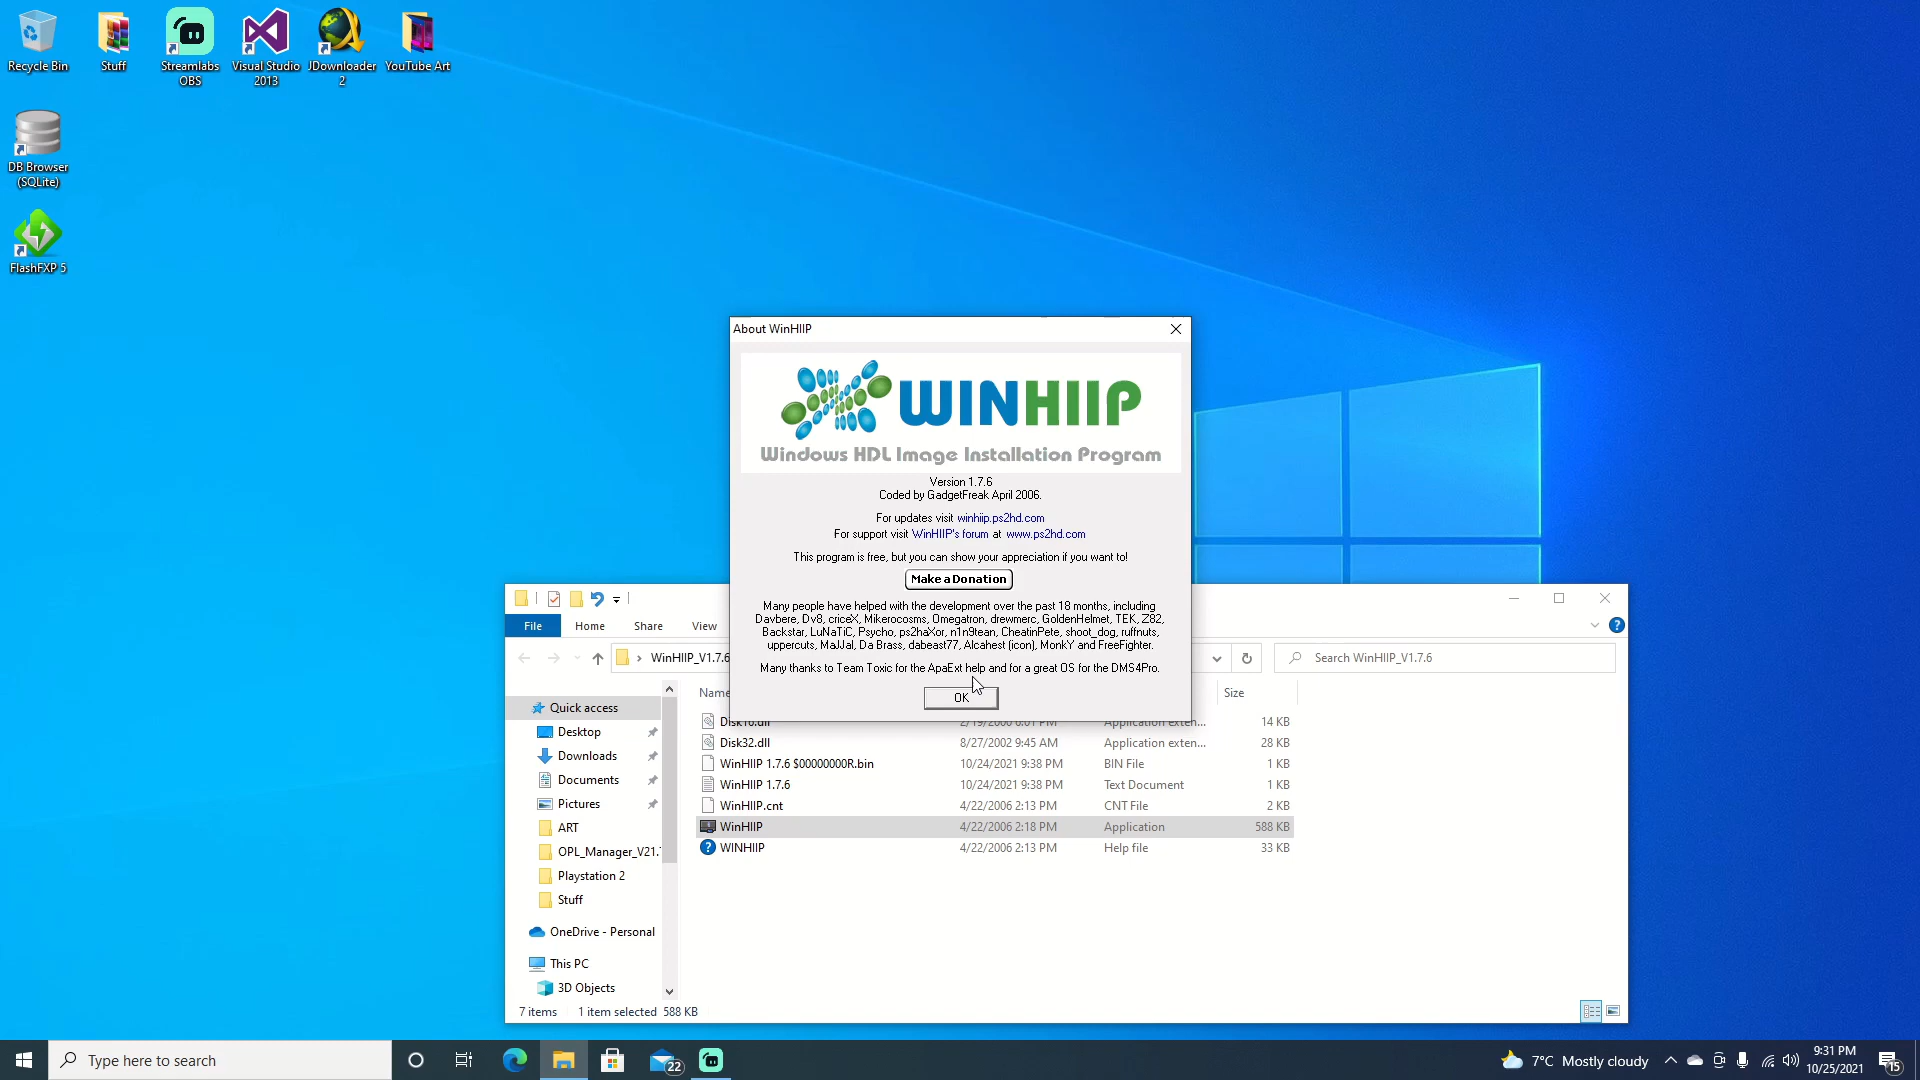 Recycle Bin
Stuff
Streamlabs
OBS
Visual Studio
2013
JDownloader
2
YouTube Art
DB Browser
(SQLite)
FlashFXP 5
About WinHIIP
WINHIIP
Windows HDL Image Installation Program
Version 1.7.6
Coded by GadgetFreak April 2006.
For updates visit winhiip.ps2hd.com
For support visit WinHIIP's forum at www.ps2hd.com
This program is free, but you can show your appreciation if you want to!
Make a Donation
Many people have helped with the development over the past 18 months, including
Davbere, Dv8, criceX, Mikerocosms, Omegatron, drewmerc, GoldenHelmet, TEK, Z82,
Backstar, LuNaTiC, Psycho, ps2haXor, n1n9tean, CheatinPete, shoot_dog, ruffnuts,
uppercuts, MaJJal, Da Brass, dabeast77, Alcahest (icon), MonkY and FreeFighter.
Many thanks to Team Toxic for the ApaExt help and for a great OS for the DMS4Pro.
OK
File Home Share View
WinHIIP_V1.7.6
Search WinHIIP_V1.7.6
Name Size
Quick access
Desktop
Downloads
Documents
Pictures
ART
OPL_Manager_V21.
Playstation 2
Stuff
OneDrive - Personal
This PC
3D Objects
Disk16.dll 14 KB
Disk32.dll 8/27/2002 9:45 AM Application exten... 28 KB
WinHIIP 1.7.6 $00000000R.bin 10/24/2021 9:38 PM BIN File 1 KB
WinHIIP 1.7.6 10/24/2021 9:38 PM Text Document 1 KB
WinHIIP.cnt 4/22/2006 2:13 PM CNT File 2 KB
WinHIIP 4/22/2006 2:18 PM Application 588 KB
WINHIIP 4/22/2006 2:13 PM Help file 33 KB
7 items 1 item selected 588 KB
Type here to search
22
7°C Mostly cloudy
9:31 PM
10/25/2021
15